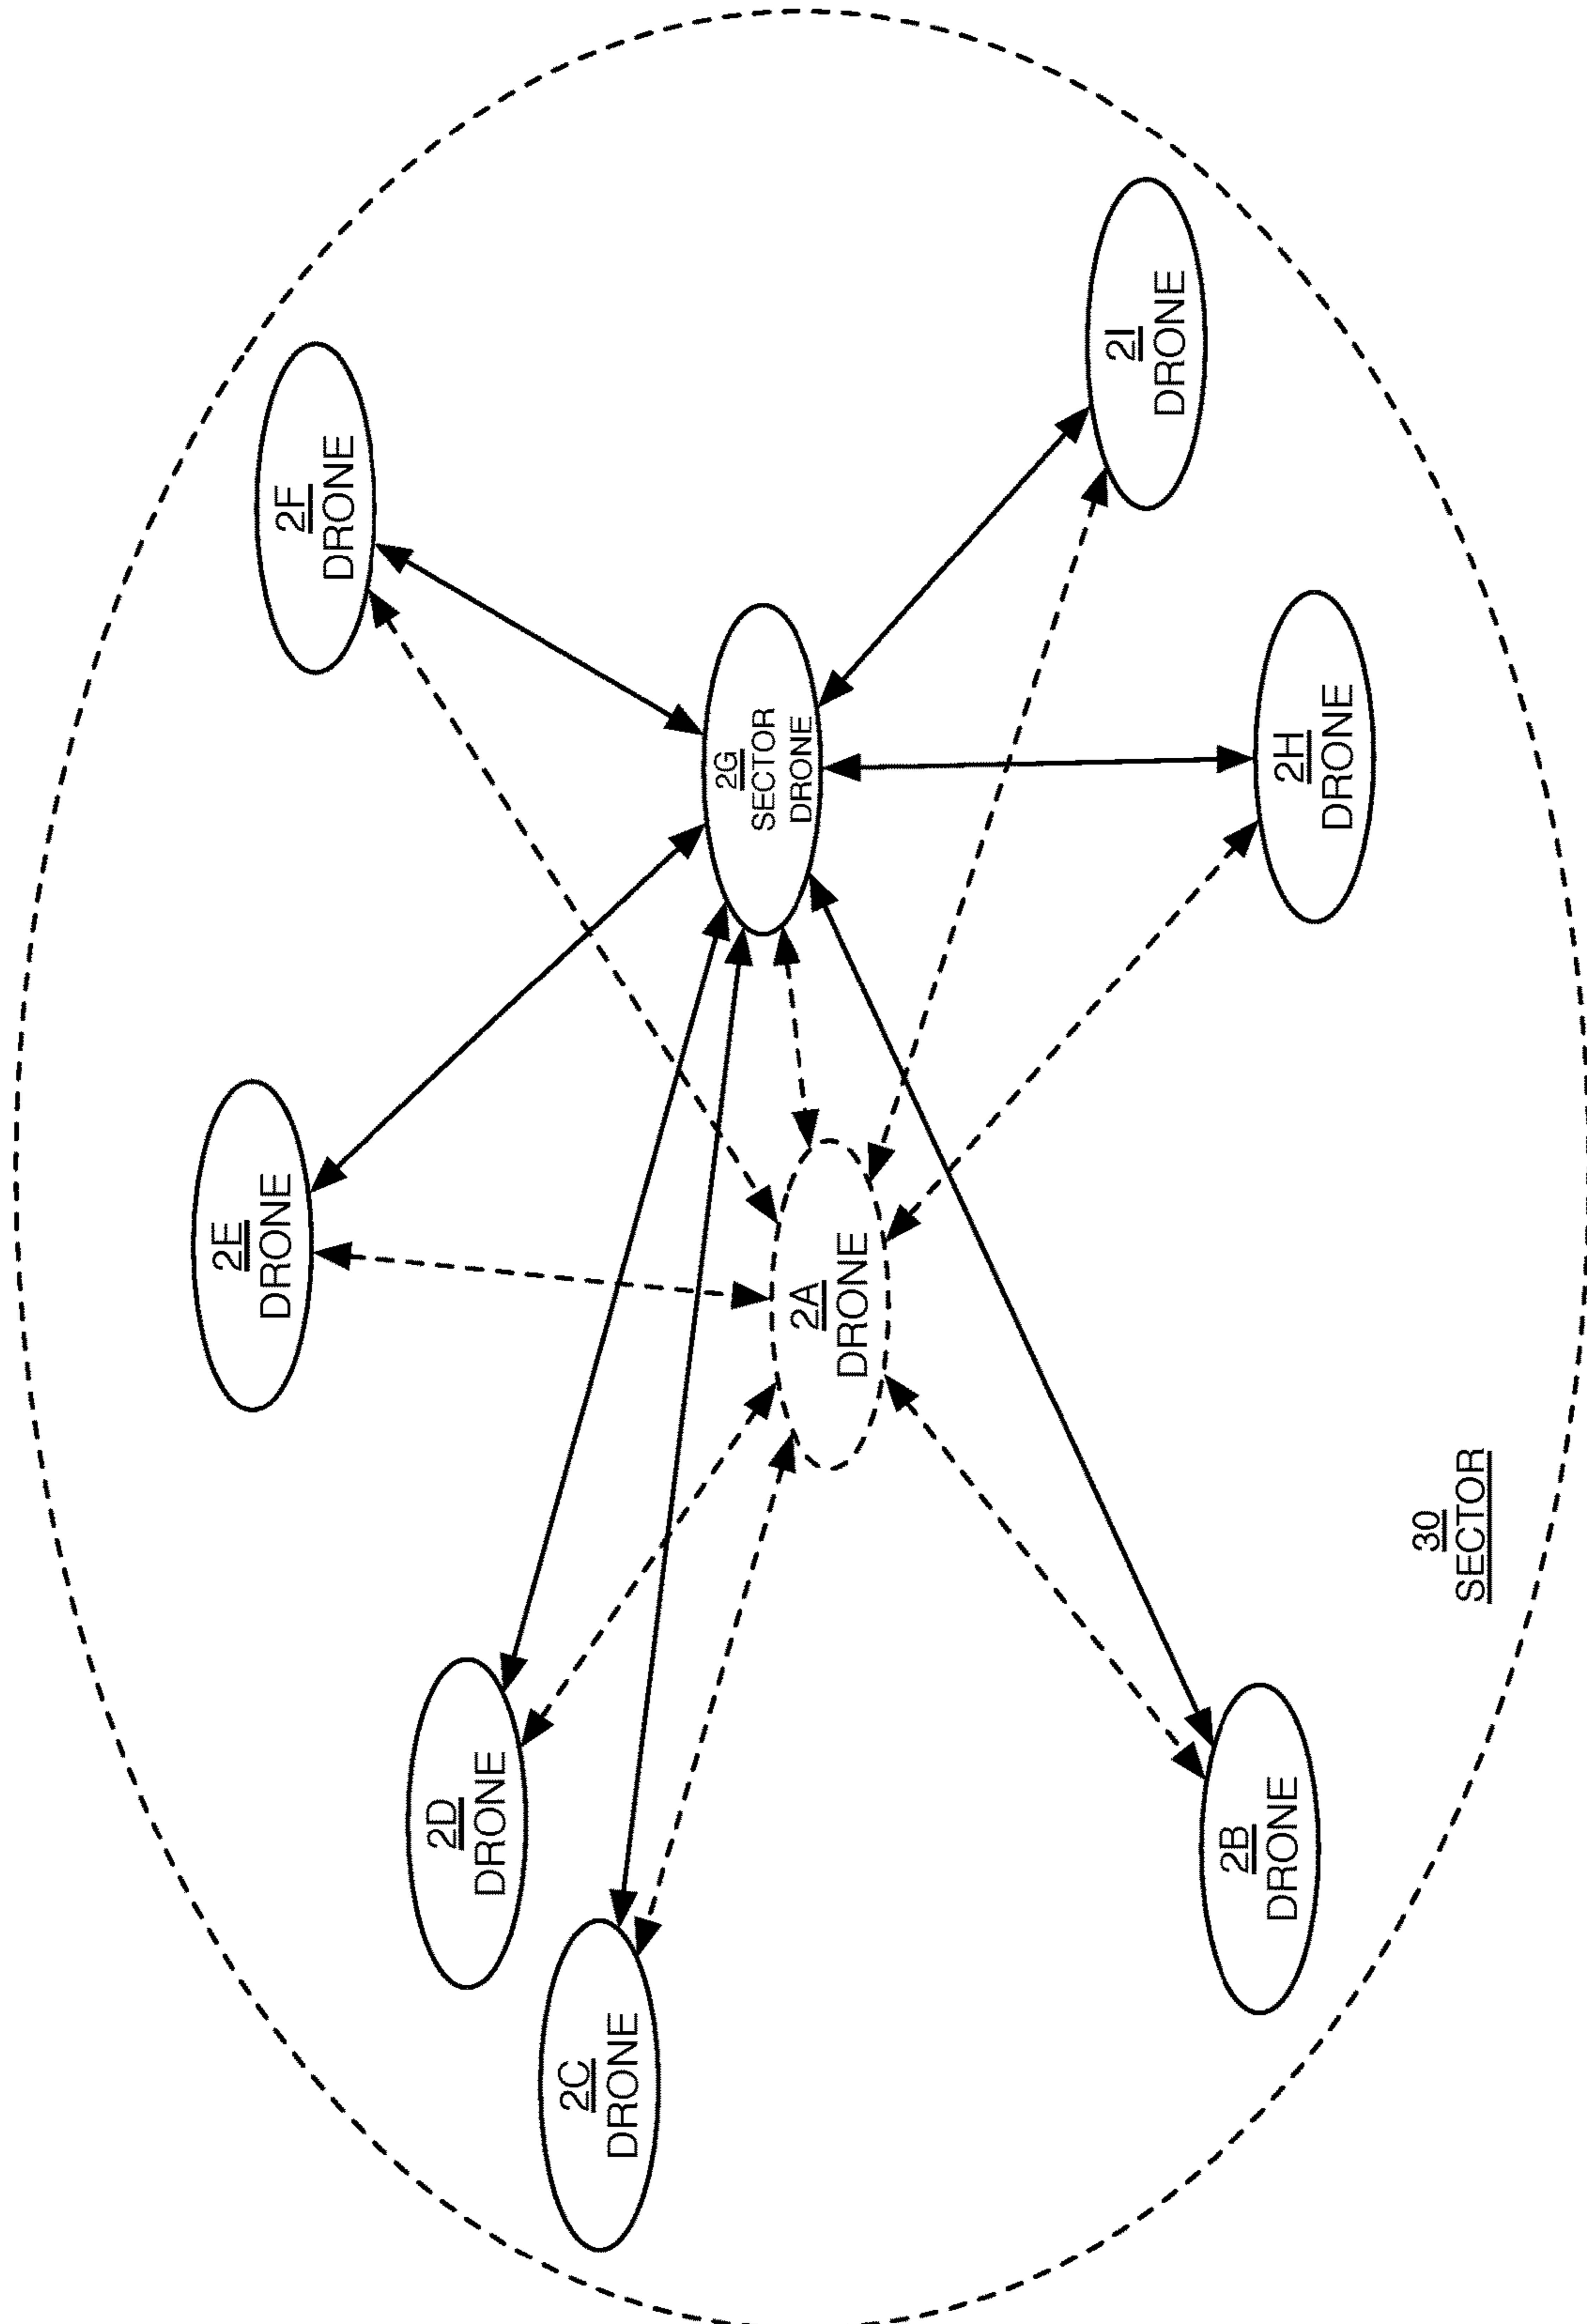 2C
DRONE
2D
DRONE
2E
DRONE
2F
DRONE
2A
DRONE
2G
SECTOR
DRONE
2B
DRONE
2H
DRONE
2I
DRONE
30
SECTOR